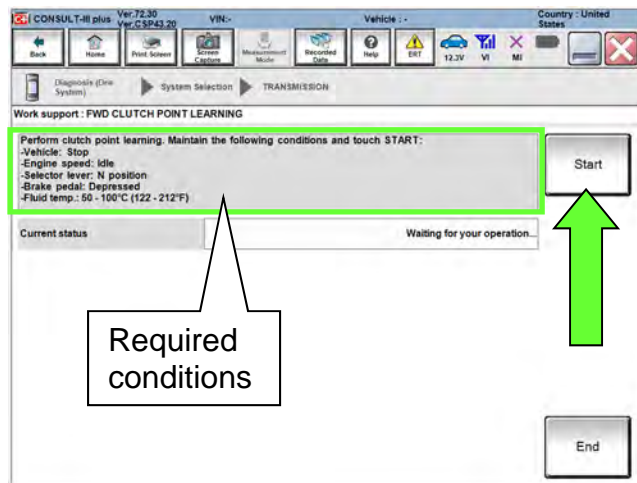 CONSULT-III plus Ver.72.30 VIN:- Vehicle : - Country : United
Ver.CSP43.20 States
Back Home Print Screen Screen Capture Measurement Mode Recorded Data Help ERT 12.2V VI MI
Diagnosis (One System) System Selection TRANSMISSION
Work support : FWD CLUTCH POINT LEARNING
Perform clutch point learning. Maintain the following conditions and touch START:
-Vehicle: Stop
-Engine speed: Idle
-Selector lever: N position
-Brake pedal: Depressed
-Fluid temp.: 50 - 100°C (122 - 212°F)
Start
Current status Waiting for your operation...
Required
conditions
End